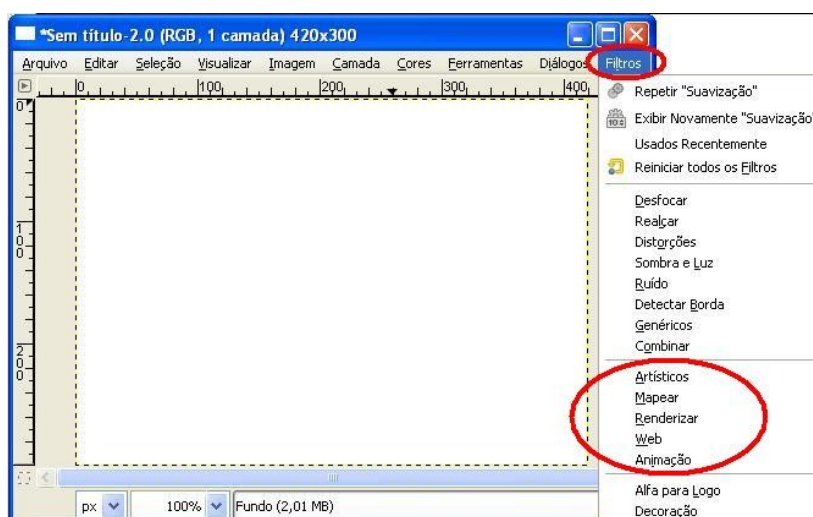 *Sem título-2.0 (RGB, 1 camada) 420x300
Arquivo Editar Seleção Visualizar Imagem Camada Cores Ferramentas Diálogos Filtros
0 100 200 300 400
0
100
200
Repetir "Suavização"
Exibir Novamente "Suavização"
Usados Recentemente
Reiniciar todos os Filtros
Desfocar
Realçar
Distorções
Sombra e Luz
Ruído
Detectar Borda
Genéricos
Combinar
Artísticos
Mapear
Renderizar
Web
Animação
Alfa para Logo
Decoração
px 100% Fundo (2,01 MB)